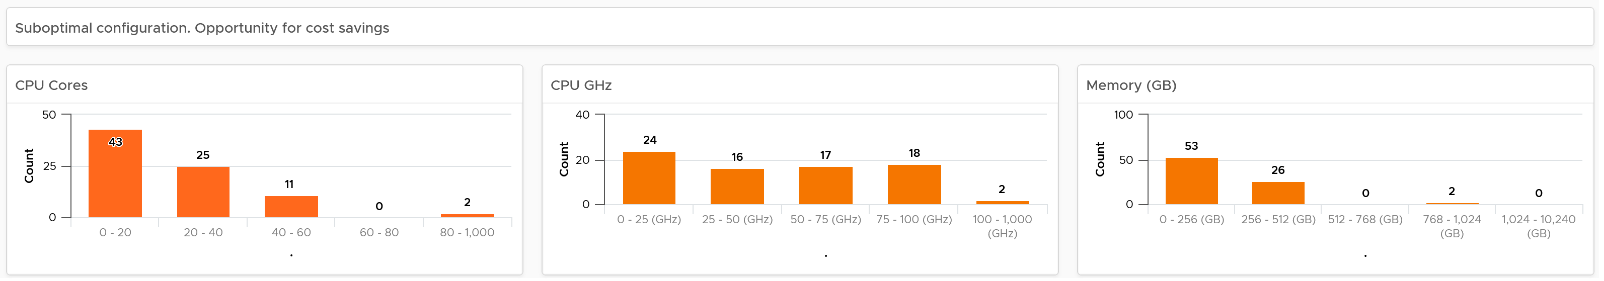 Suboptimal configuration. Opportunity for cost savings
CPU Cores
Count
50
25
0
43
25
11
0
2
0 - 20
20 - 40
40 - 60
60 - 80
80 - 1,000
.
CPU GHz
Count
40
20
0
24
16
17
18
2
0 - 25 (GHz)
25 - 50 (GHz)
50 - 75 (GHz)
75 - 100 (GHz)
100 - 1,000
(GHz)
.
Memory (GB)
Count
100
50
0
53
26
0
2
0
0 - 256 (GB)
256 - 512 (GB)
512 - 768 (GB)
768 - 1,024
(GB)
1,024 - 10,240
(GB)
.